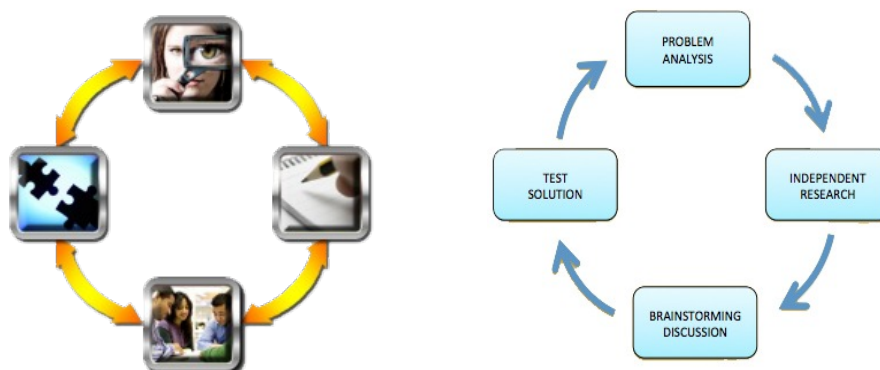 PROBLEM
ANALYSIS
TEST
SOLUTION
INDEPENDENT
RESEARCH
BRAINSTORMING
DISCUSSION